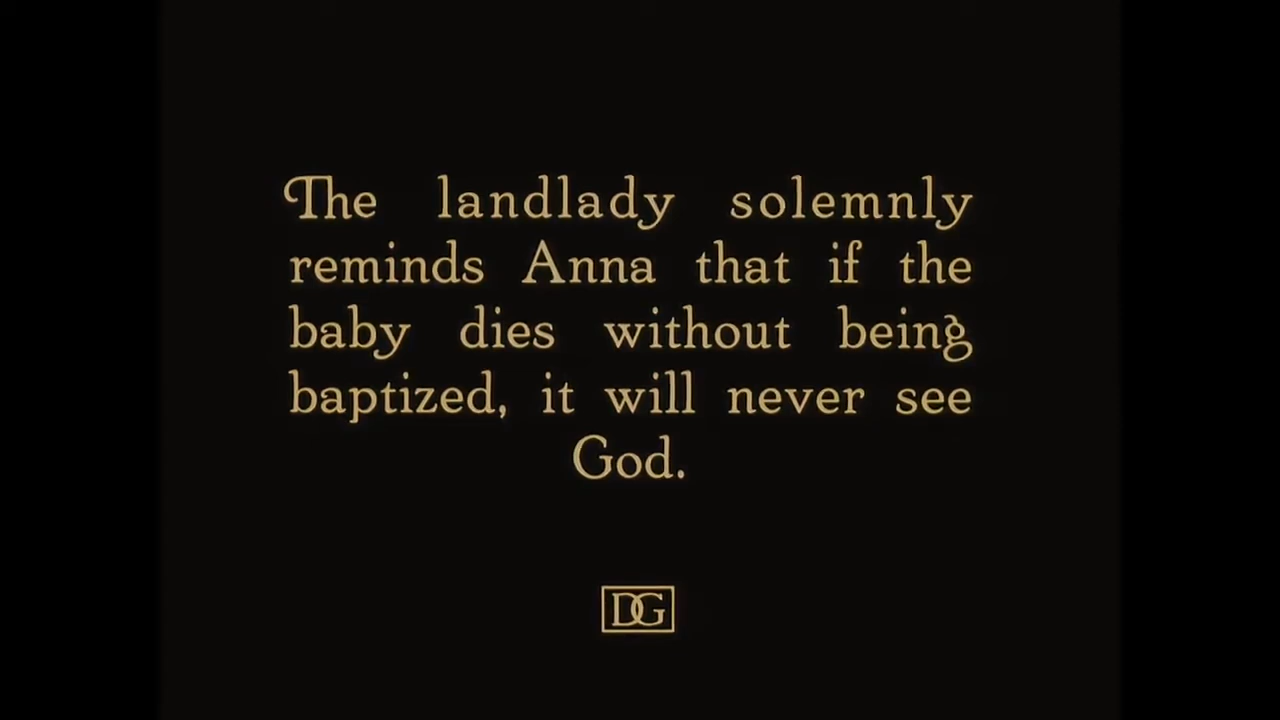 The landlady solemnly
reminds Anna that if the
baby dies without being
baptized, it will never see
God.
DG